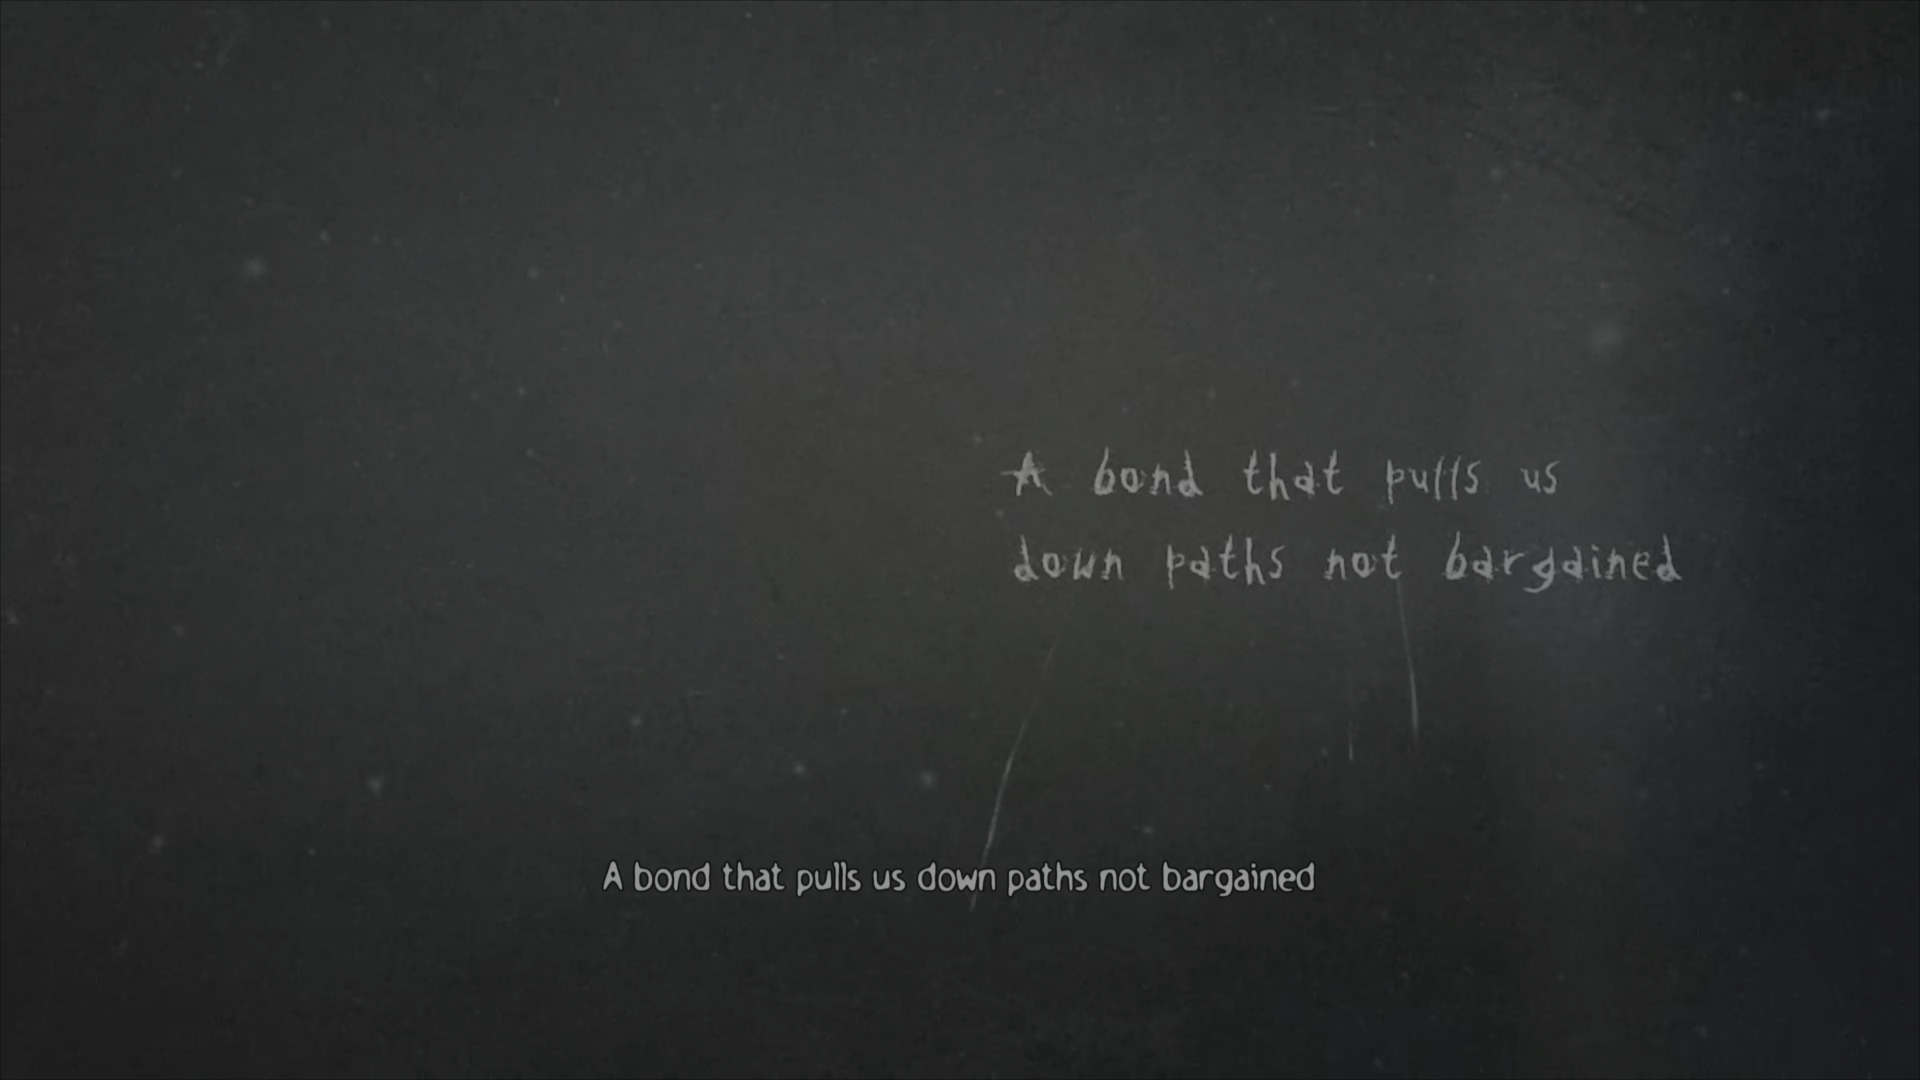 A bond that pulls us
down paths not bargained
A bond that pulls us down paths not bargained